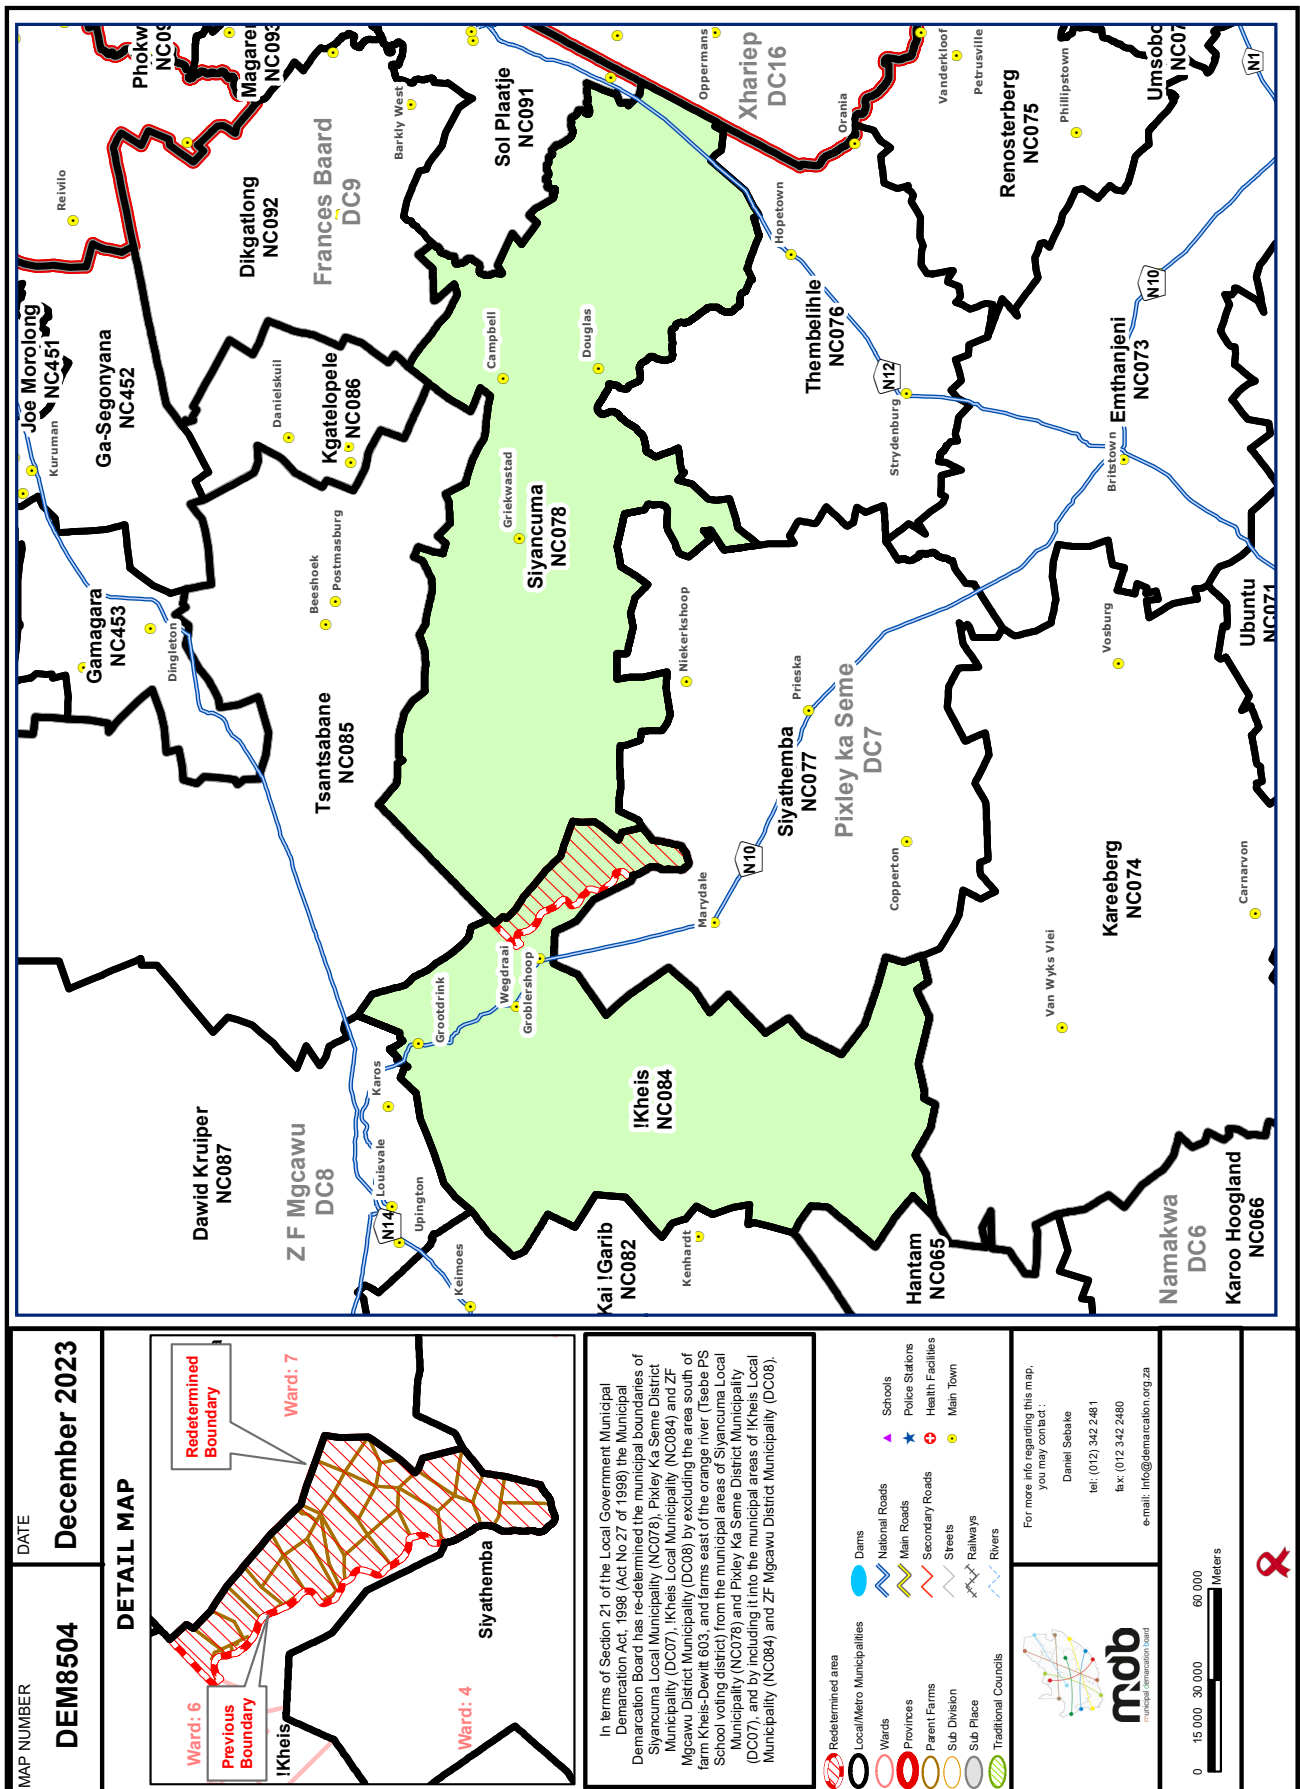 MAP NUMBER
DEM8504
DATE
December 2023
DETAIL MAP
Ward: 6
Previous
Boundary
!Kheis
Ward: 4
Siyathemba
Redetermined
Boundary
Ward: 7
In terms of Section 21 of the Local Government Municipal
Demarcation Act, 1998 (Act No 27 of 1998) the Municipal
Demarcation Board has re-determined the municipal boundaries of
Siyancuma Local Municipality (NC078), Pixley Ka Seme District
Municipality (DC07), !Kheis Local Municipality (NC084) and ZF
Mgcawu District Municipality (DC08) by excluding the area south of
farm Kheis-Dewitt 603, and farms east of the orange river (Tsebe PS
School voting district) from the municipal areas of Siyancuma Local
Municipality (NC078) and Pixley Ka Seme District Municipality
(DC07), and by including it into the municipal areas of !Kheis Local
Municipality (NC084) and ZF Mgcawu District Municipality (DC08).
Redetermined area
Local/Metro Municipalities
Wards
Provinces
Parent Farms
Sub Division
Sub Place
Traditional Councils
Dams
National Roads
Main Roads
Secondary Roads
Streets
Railways
Rivers
Schools
Police Stations
Health Facilities
Main Town
mdb
municipal demarcation board
For more info regarding this map,
you may contact :
Daniel Sebake
tel: (012) 342 2481
fax: (012 342 2480
e-mail: info@demarcation.org.za
0 15 000 30 000 60 000
Meters
Dawid Kruiper
NC087
Z F Mgcawu
DC8
N14
Louisvale
Upington
Karos
Keimoes
Kai !Garib
NC082
Kenhardt
Hantam
NC065
Namakwa
DC6
Karoo Hoogland
NC066
Grootdrink
Wegdraai
Groblershoop
!Kheis
NC084
Marydale
N10
Copperton
Van Wyks Vlei
Kareeberg
NC074
Carnarvon
Tsantsabane
NC085
Gamagara
NC453
Dingleton
Beeshoek
Postmasburg
Joe Morolong
NC451
Kuruman
Ga-Segonyana
NC452
Danielskuil
Kgatelopele
NC086
Griekwastad
Siyancuma
NC078
Niekerkshoop
Prieska
Siyathemba
NC077
Pixley ka Seme
DC7
Vosburg
Ubuntu
NC071
Reivilo
Dikgatlong
NC092
Frances Baard
DC9
Campbell
Douglas
Barkly West
Phokw
NC09
Magare
NC093
Sol Plaatje
NC091
Oppermans
Xhariep
DC16
Orania
Hopetown
Thembelihle
NC076
N12
Strydenburg
Britstown
Emthanjeni
NC073
N10
Vanderkloof
Petrusville
Renosterberg
NC075
Phillipstown
Umsobo
NC07
N1